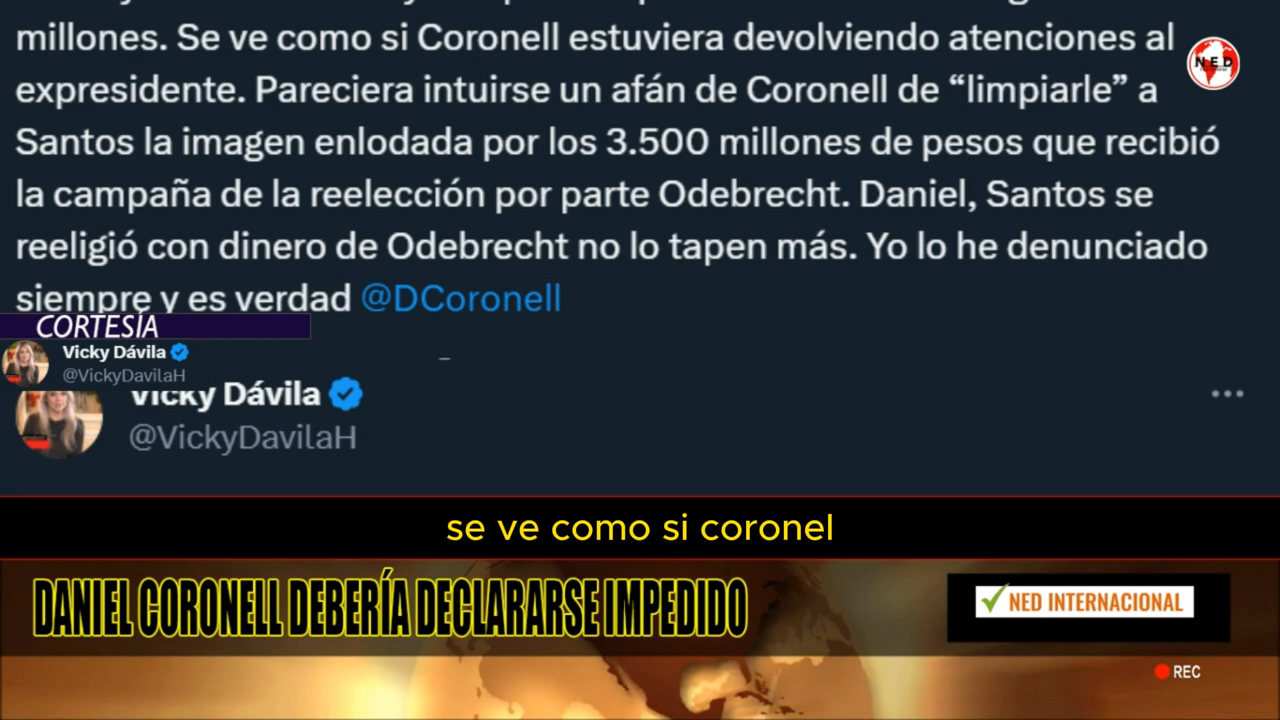 millones. Se ve como si Coronell estuviera devolviendo atenciones al
NED
expresidente. Pareciera intuirse un afán de Coronell de “limpiarle” a
Santos la imagen enlodada por los 3.500 millones de pesos que recibió
la campaña de la reelección por parte Odebrecht. Daniel, Santos se
reeligió con dinero de Odebrecht no lo tapen más. Yo lo he denunciado
siempre y es verdad @DCoronell
CORTESÍA
Vicky Dávila
@VickyDavilaH
Vicky Dávila
@VickyDavilaH
se ve como si coronel
DANIEL CORONELL DEBERÍA DECLARARSE IMPEDIDO
NED INTERNACIONAL
REC